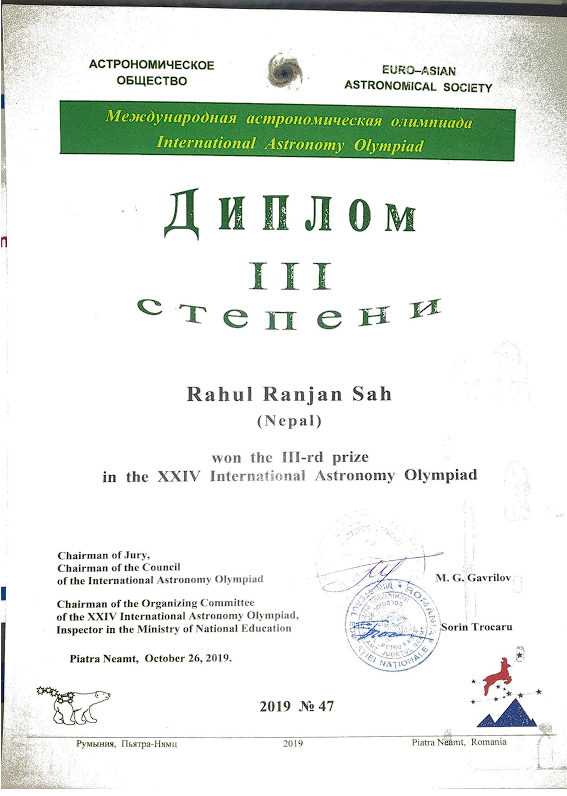 АСТРОНОМИЧЕСКОЕ
ОБЩЕСТВО
EURO–ASIAN
ASTRONOMICAL SOCIETY
Международная астрономическая олимпиада
International Astronomy Olympiad
Диплом
III
степени
Rahul Ranjan Sah
(Nepal)
won the III-rd prize
in the XXIV International Astronomy Olympiad
Chairman of Jury,
Chairman of the Council
of the International Astronomy Olympiad
M. G. Gavrilov
Chairman of the Organizing Committee
of the XXIV International Astronomy Olympiad,
Inspector in the Ministry of National Education
Sorin Trocaru
ROMANIA
NATIONALE
Piatra Neamt, October 26, 2019.
2019 № 47
Румыния, Пьятра-Нямц
2019
Piatra Neamt, Romania